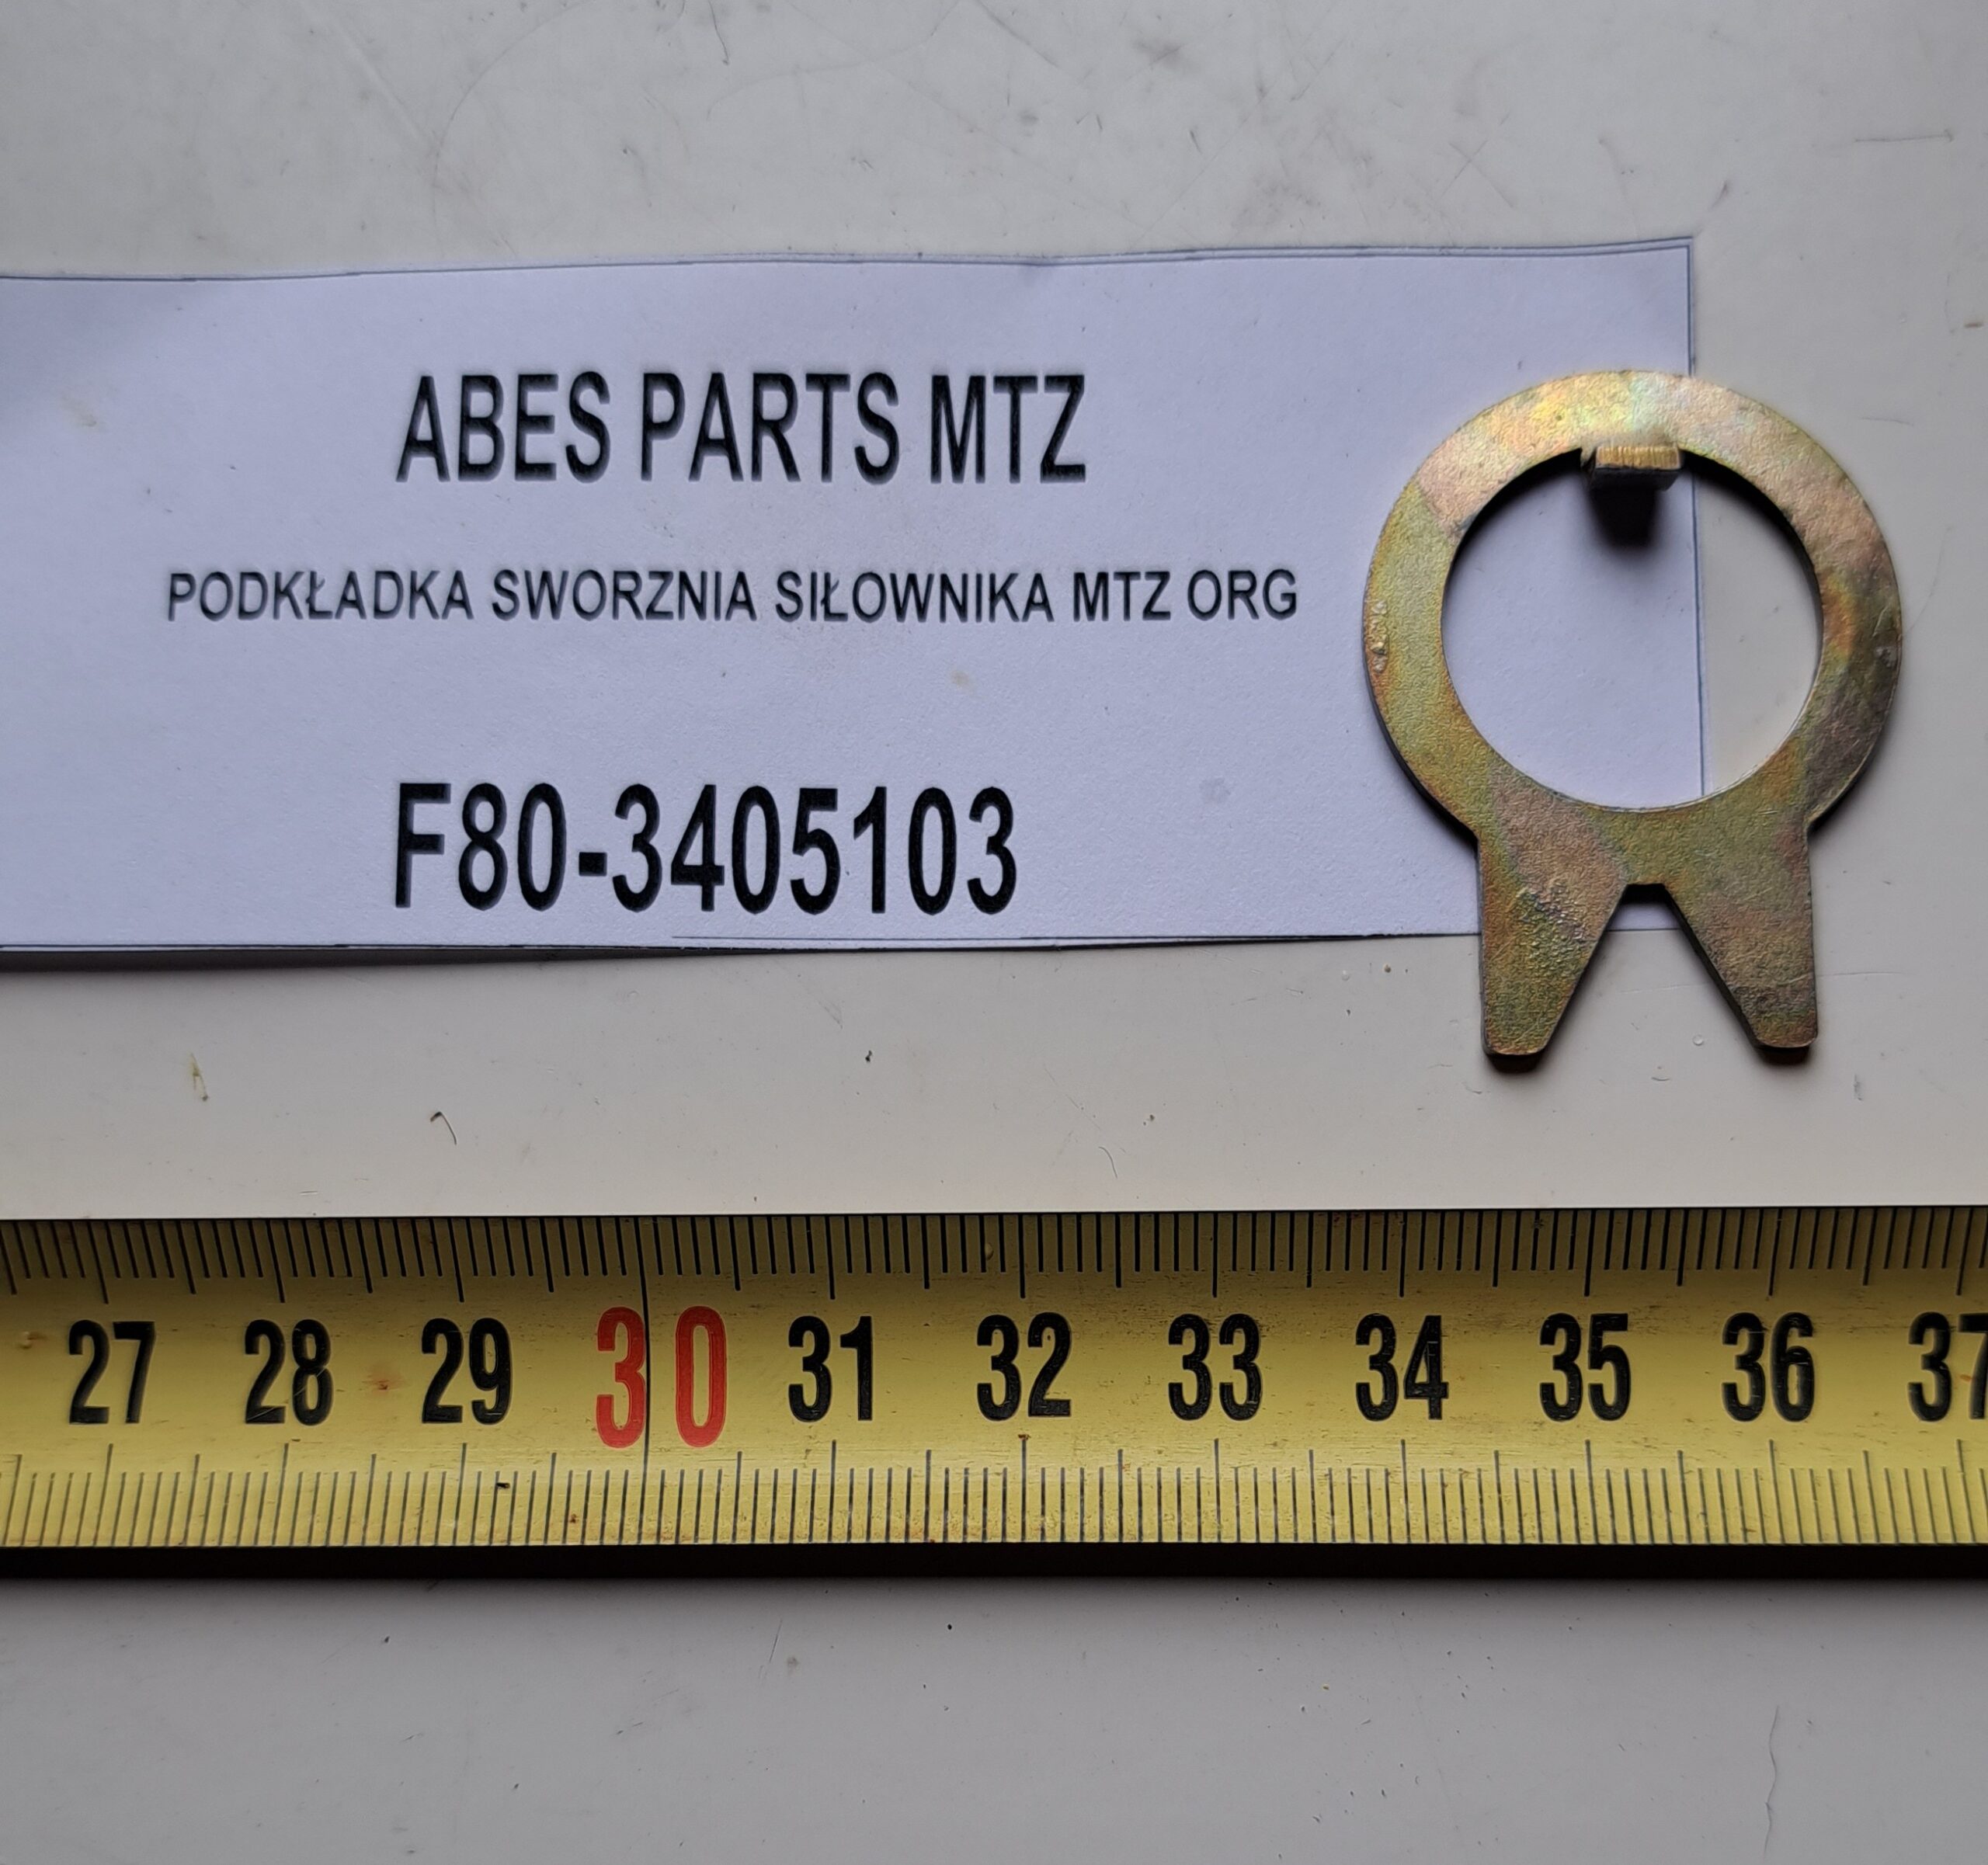 ABES PARTS MTZ
PODKŁADKA SWORZNIA SIŁOWNIKA MTZ ORG
F80-3405103
27 28 29 30 31 32 33 34 35 36 37